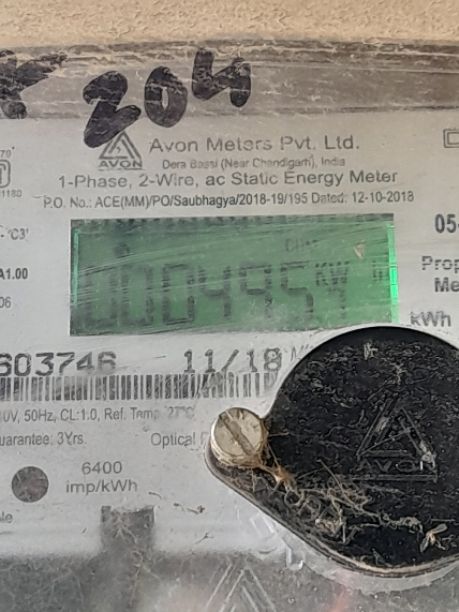 204
Avon Meters Pvt. Ltd.
AVON
Dera Bassi (Near Chandigarh), India
1-Phase, 2-Wire, ac Static Energy Meter
P.O. No.: ACE(MM)/PO/Saubhagya/2018-19/195 Dated: 12-10-2018
kWh
603746 11/18
50Hz, CL:1.0, Ref. Temp. 27°C
3Yrs. Optical
6400
imp/kWh
AVON